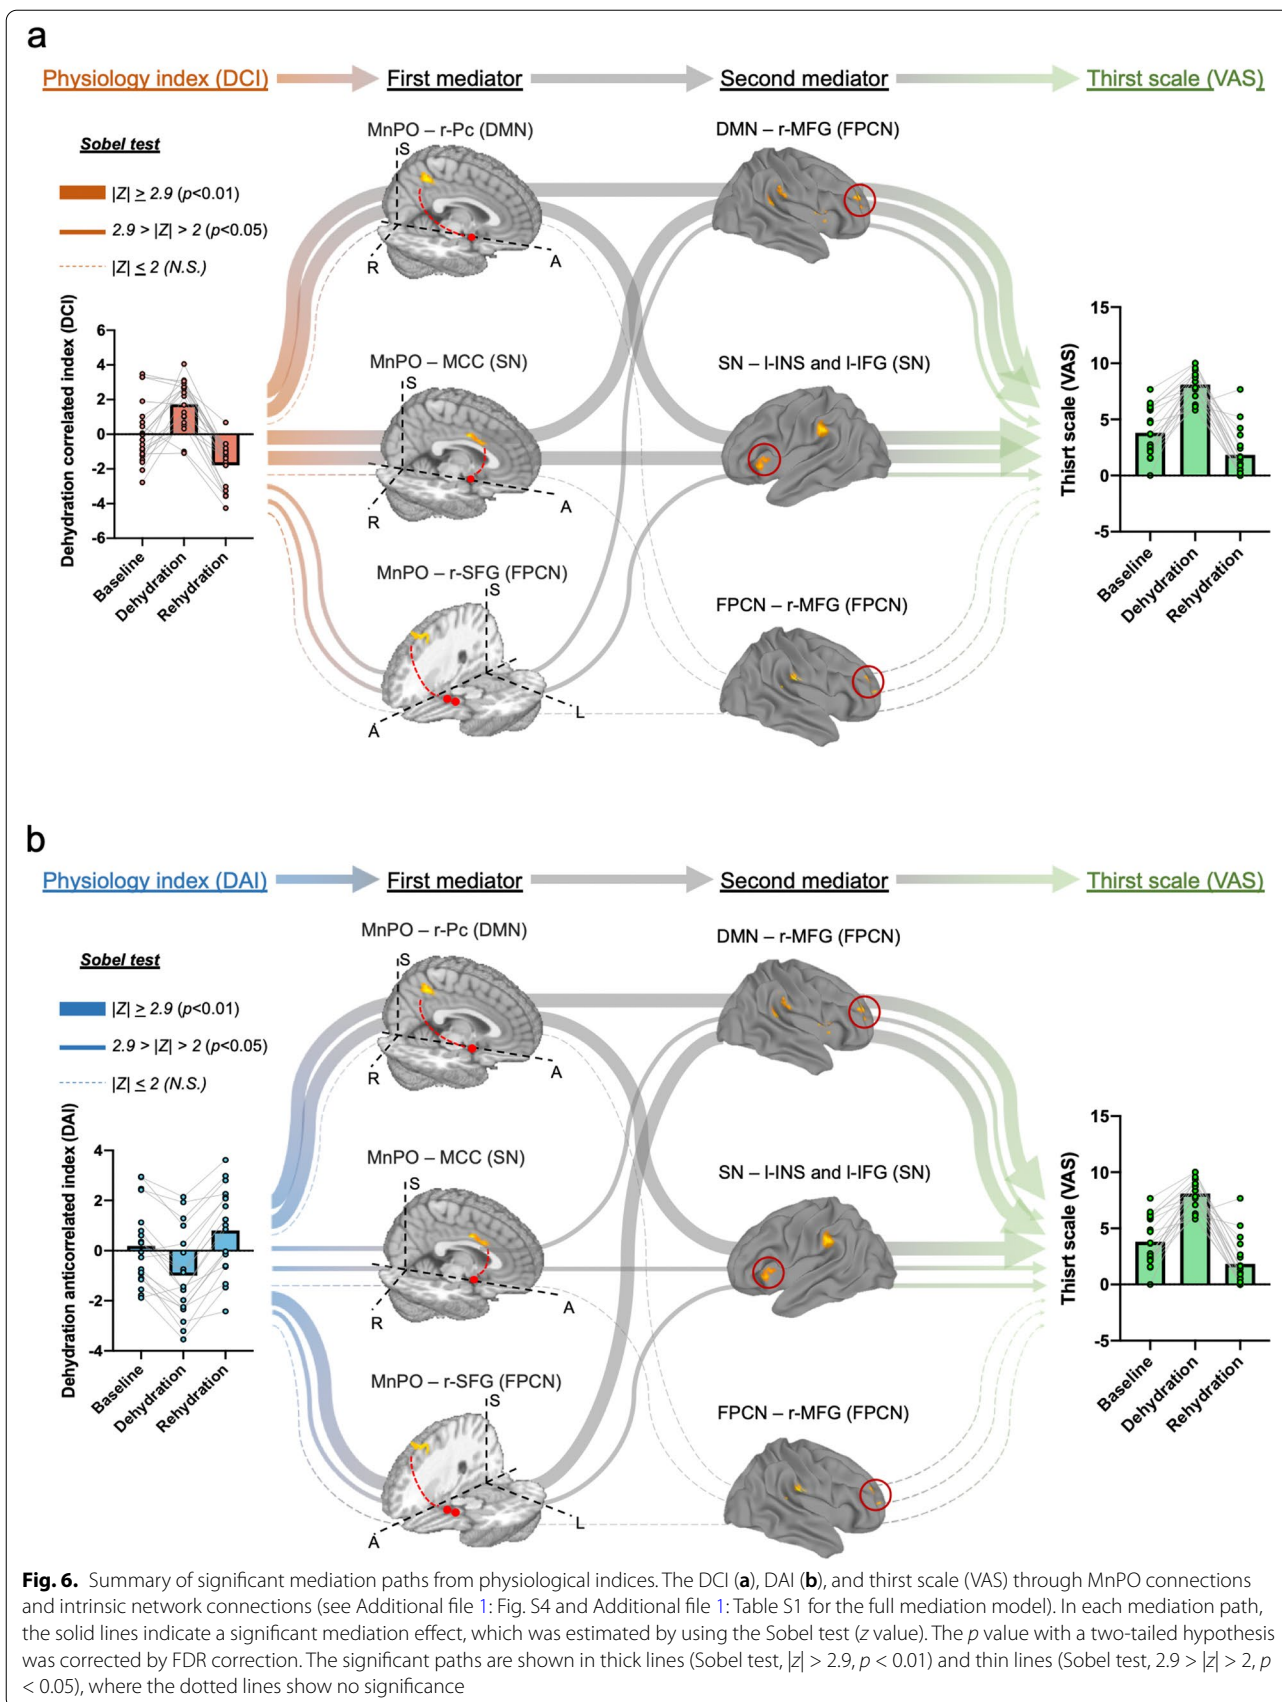 a
Physiology index (DCI)
First mediator
Second mediator
Thirst scale (VAS)
Sobel test
|Z| ≥ 2.9 (p<0.01)
2.9 > |Z| > 2 (p<0.05)
|Z| ≤ 2 (N.S.)
MnPO – r-Pc (DMN)
S
R
A
DMN – r-MFG (FPCN)
Dehydration correlated index (DCI)
6
4
2
0
-2
-4
-6
Baseline
Dehydration
Rehydration
MnPO – MCC (SN)
S
R
A
SN – l-INS and l-IFG (SN)
MnPO – r-SFG (FPCN)
S
A
L
FPCN – r-MFG (FPCN)
Thisrt scale (VAS)
15
10
5
0
-5
Baseline
Dehydration
Rehydration
b
Physiology index (DAI)
First mediator
Second mediator
Thirst scale (VAS)
Sobel test
|Z| ≥ 2.9 (p<0.01)
2.9 > |Z| > 2 (p<0.05)
|Z| ≤ 2 (N.S.)
MnPO – r-Pc (DMN)
S
R
A
DMN – r-MFG (FPCN)
Dehydration anticorrelated index (DAI)
4
2
0
-2
-4
Baseline
Dehydration
Rehydration
MnPO – MCC (SN)
S
R
A
SN – l-INS and l-IFG (SN)
MnPO – r-SFG (FPCN)
S
A
L
FPCN – r-MFG (FPCN)
Thisrt scale (VAS)
15
10
5
0
-5
Baseline
Dehydration
Rehydration
Fig. 6. Summary of significant mediation paths from physiological indices. The DCI (a), DAI (b), and thirst scale (VAS) through MnPO connections
and intrinsic network connections (see Additional file 1: Fig. S4 and Additional file 1: Table S1 for the full mediation model). In each mediation path,
the solid lines indicate a significant mediation effect, which was estimated by using the Sobel test (z value). The p value with a two-tailed hypothesis
was corrected by FDR correction. The significant paths are shown in thick lines (Sobel test, |z| > 2.9, p < 0.01) and thin lines (Sobel test, 2.9 > |z| > 2, p
< 0.05), where the dotted lines show no significance